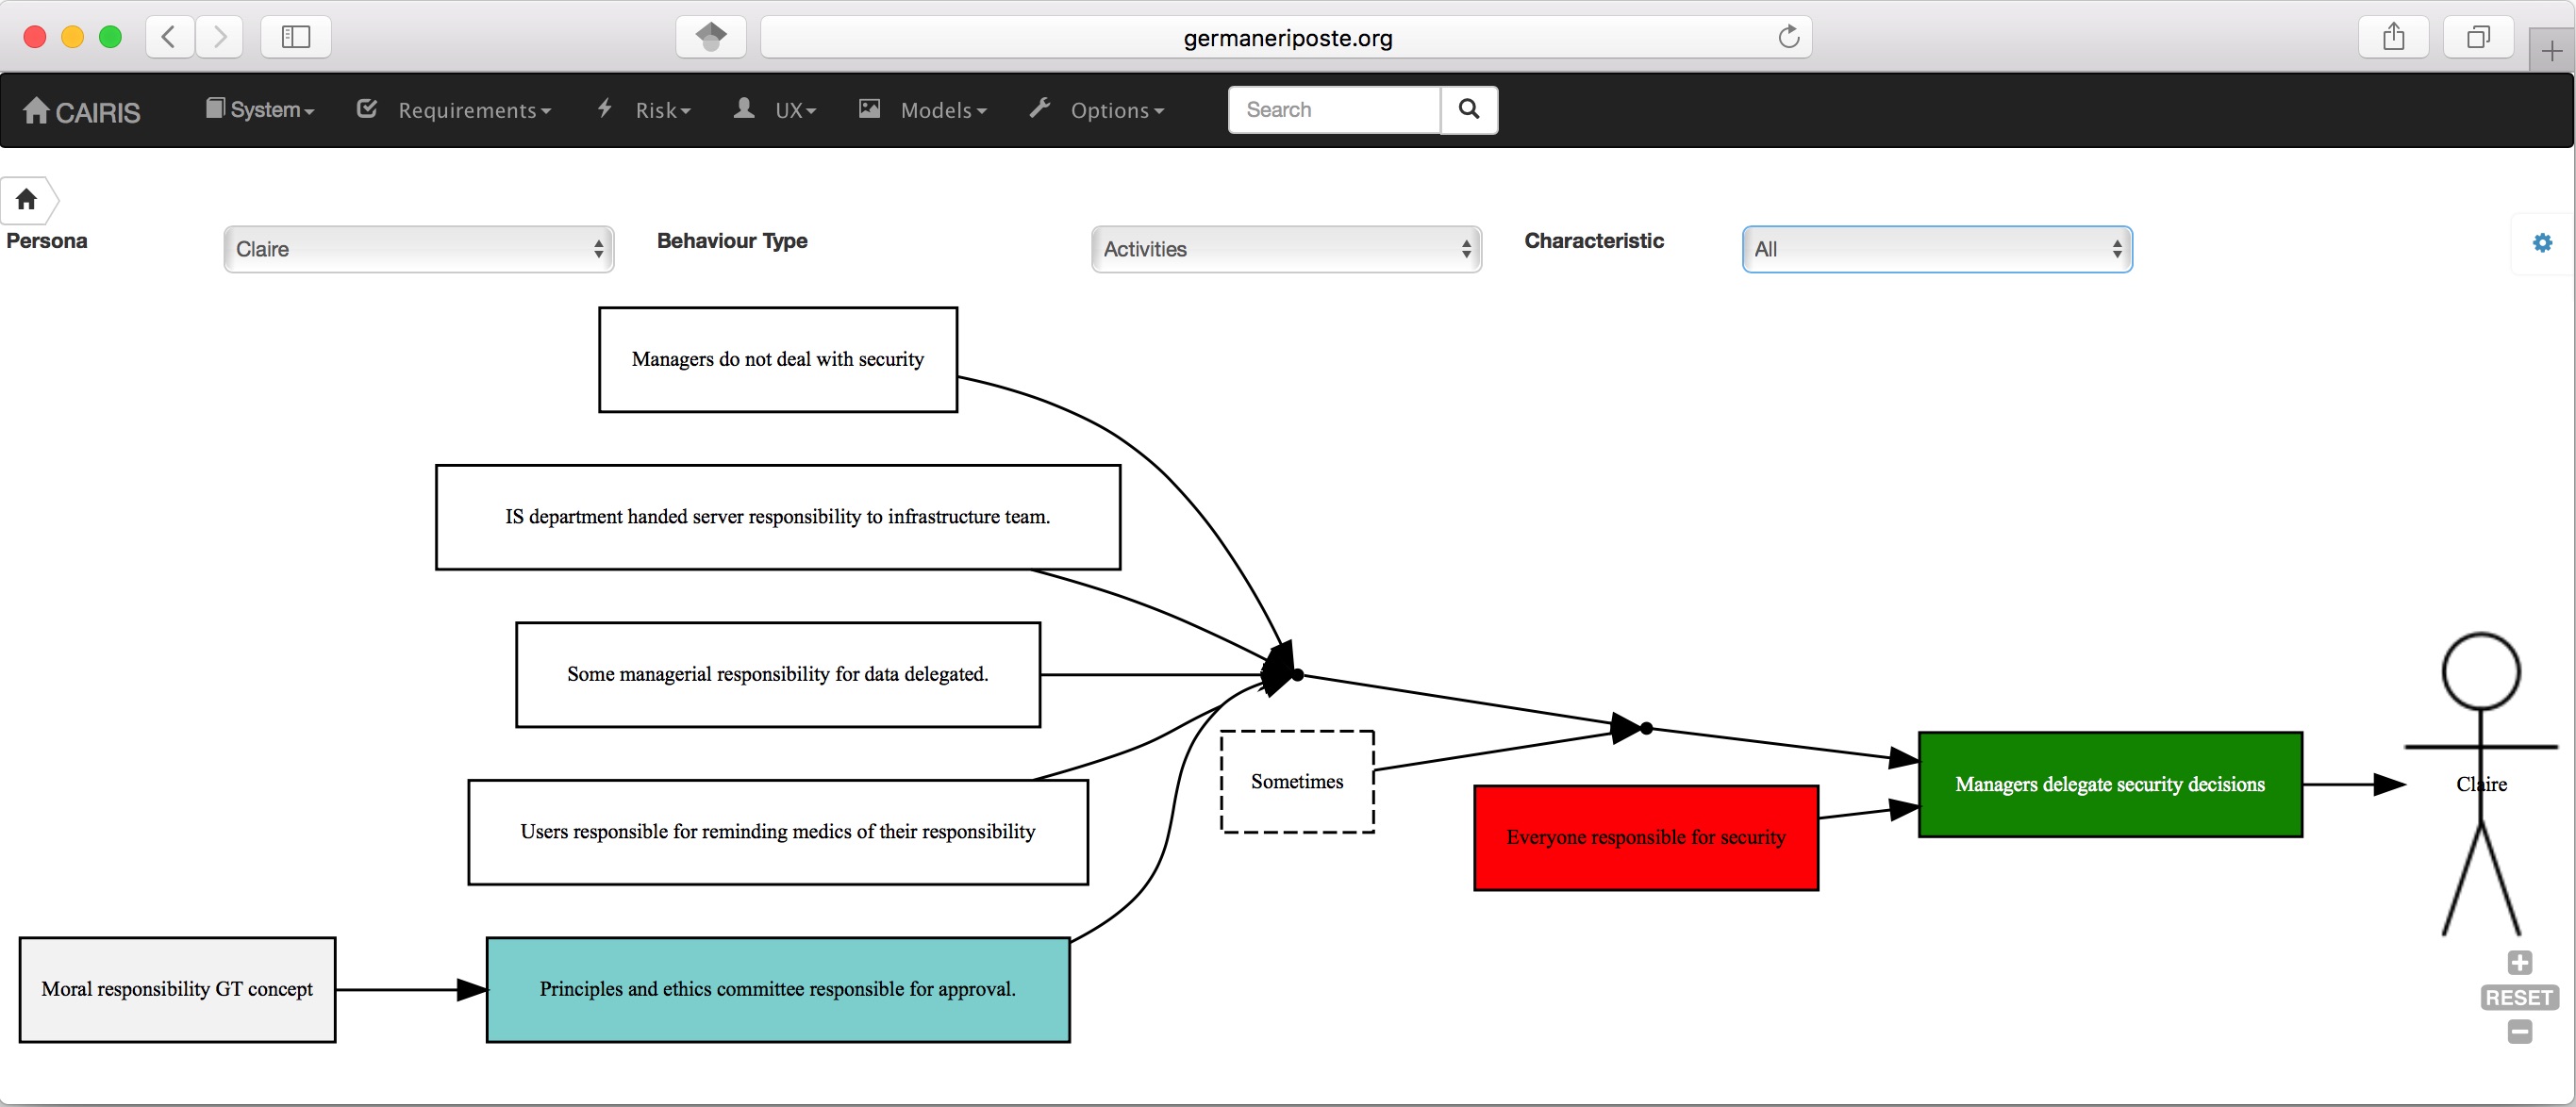 germaneriposte.org
CAIRIS System Requirements Risk UX Models Options Search
Persona Claire Behaviour Type Activities Characteristic All
Managers do not deal with security
IS department handed server responsibility to infrastructure team.
Some managerial responsibility for data delegated.
Sometimes
Managers delegate security decisions
Claire
Users responsible for reminding medics of their responsibility
Everyone responsible for security
Moral responsibility GT concept
Principles and ethics committee responsible for approval.
RESET